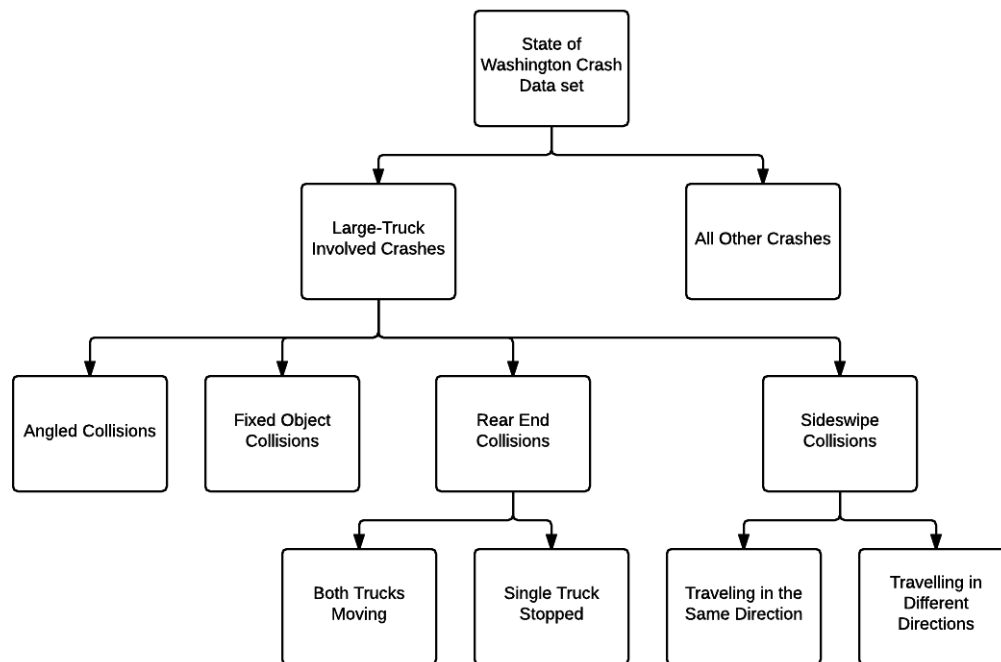 State of
Washington Crash
Data set
Large-Truck
Involved Crashes
All Other Crashes
Angled Collisions
Fixed Object
Collisions
Rear End
Collisions
Sideswipe
Collisions
Both Trucks
Moving
Single Truck
Stopped
Traveling in the
Same Direction
Travelling in
Different
Directions